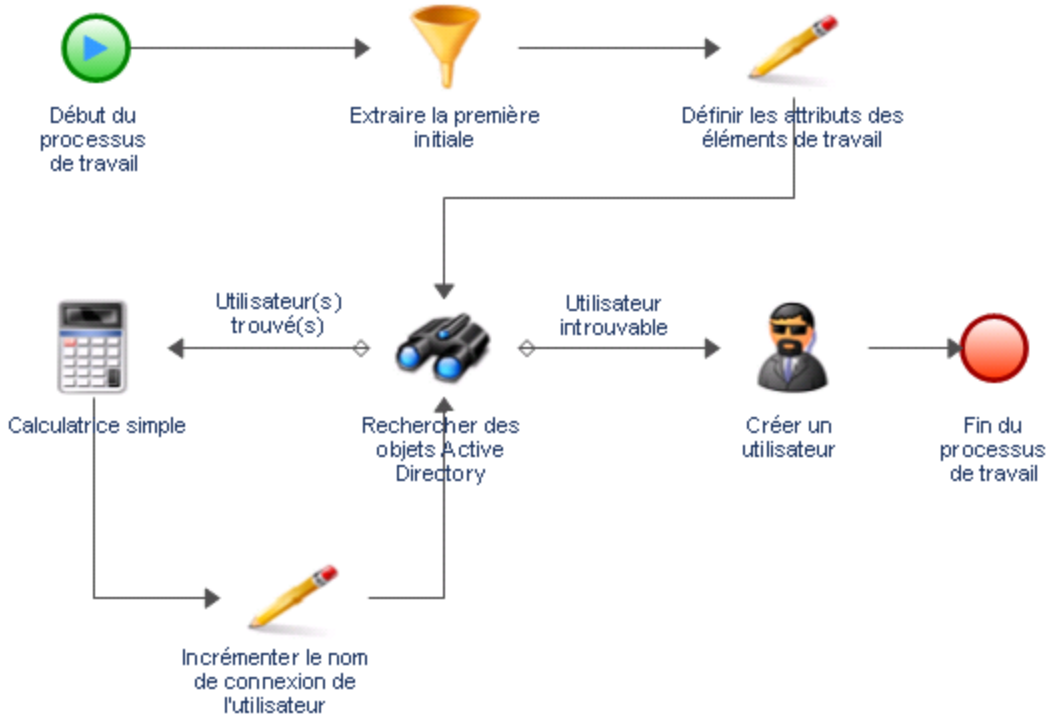 Début du
processus
de travail
Extraire la première
initiale
Définir les attributs des
éléments de travail
Utilisateur(s)
trouvé(s)
Utilisateur
introuvable
Calculatrice simple
Rechercher des
objets Active
Directory
Créer un
utilisateur
Fin du
processus
de travail
Incrémenter le nom
de connexion de
l'utilisateur